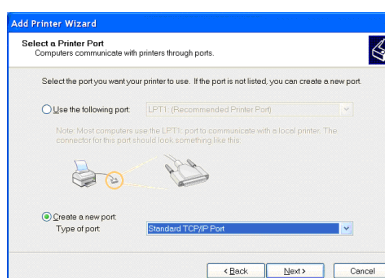 Add Printer Wizard
Select a Printer Port
Computers communicate with printers through ports.
Select the port you want your printer to use. If the port is not listed, you can create a new port.
Use the following port: LPT1: (Recommended Printer Port)
Note: Most computers use the LPT1: port to communicate with a local printer. The
connector for this port should look something like this:
Create a new port:
Type of port: Standard TCP/IP Port
< Back Next > Cancel